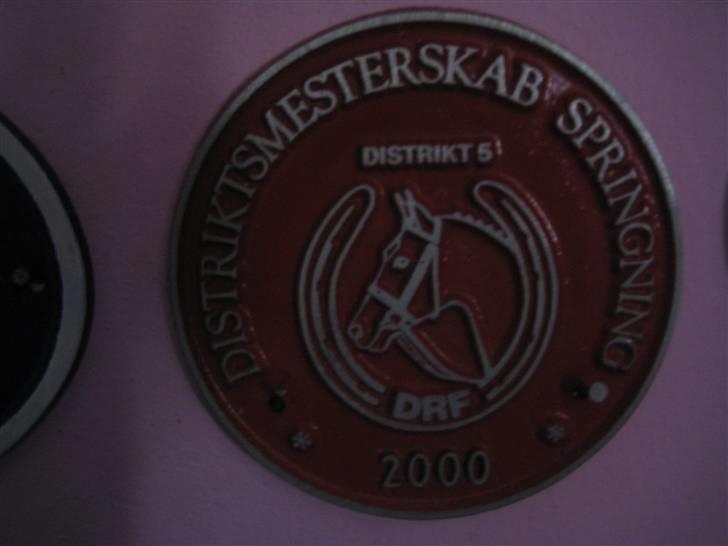 DISTRIKTSMESTERSKAB SPRINGNING
DISTRIKT 5
DRF
2000